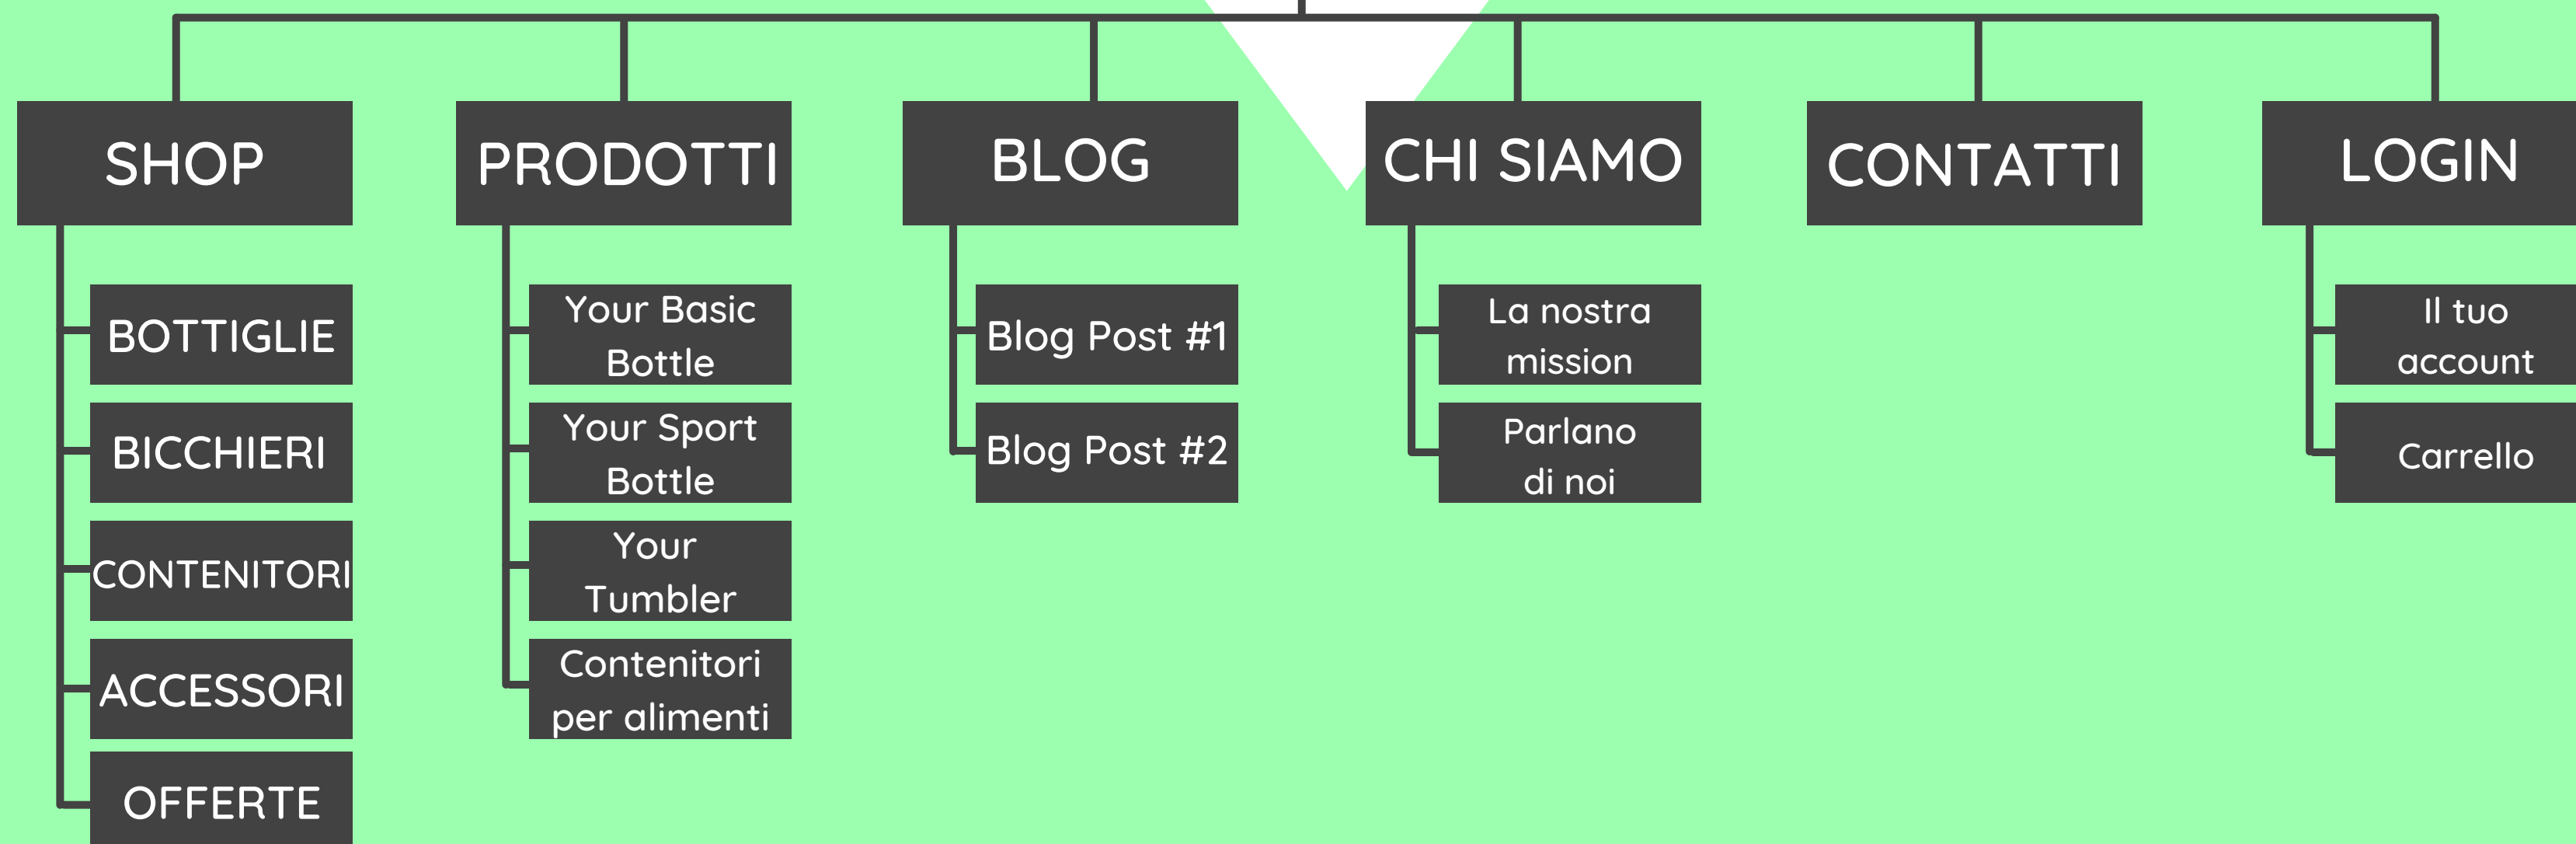 SHOP
PRODOTTI
BLOG
CHI SIAMO
CONTATTI
LOGIN
BOTTIGLIE
BICCHIERI
CONTENITORI
ACCESSORI
OFFERTE
Your Basic
Bottle
Your Sport
Bottle
Your
Tumbler
Contenitori
per alimenti
Blog Post #1
Blog Post #2
La nostra
mission
Parlano
di noi
Il tuo
account
Carrello